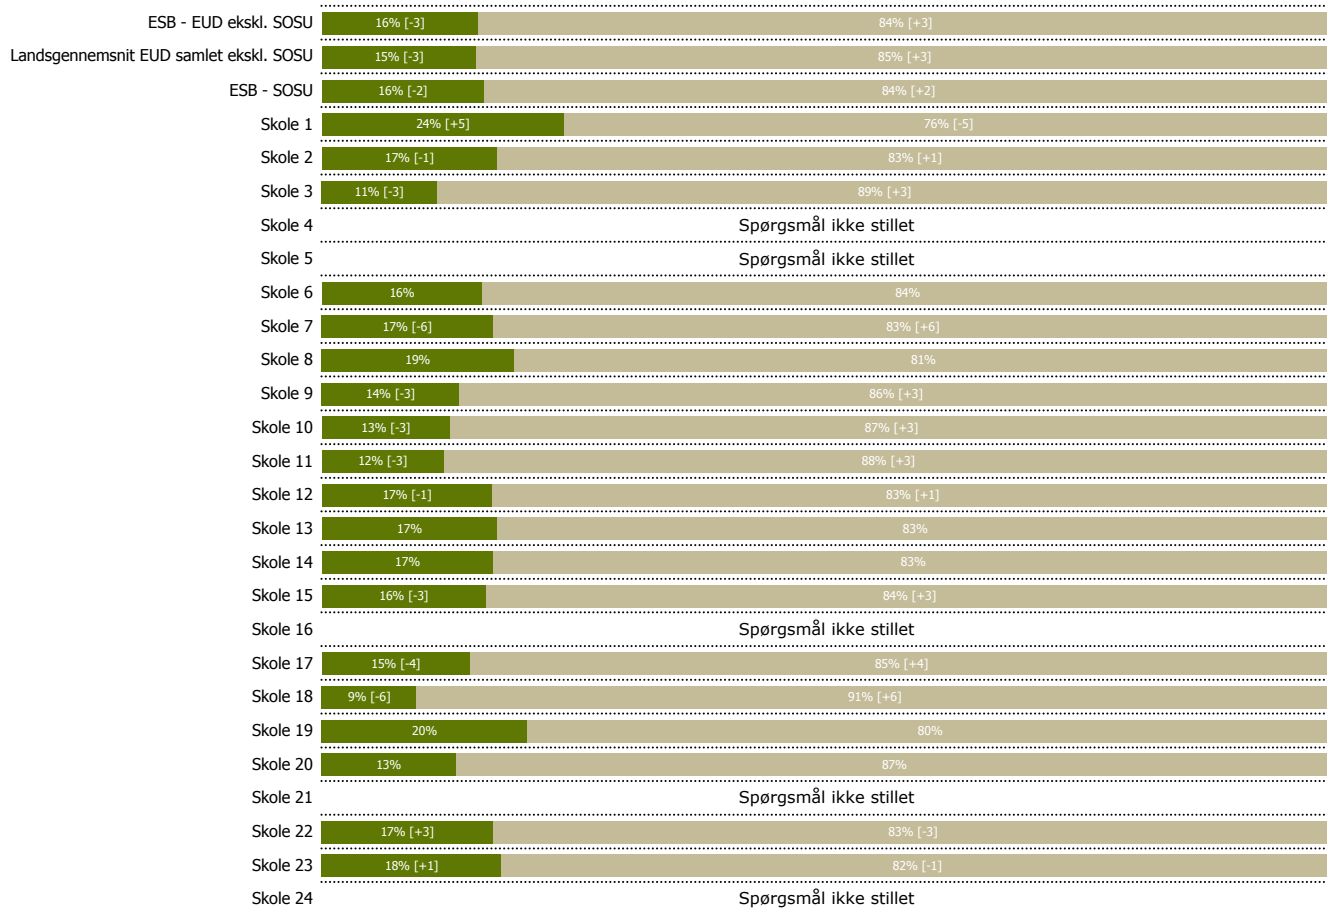 ESB - EUD ekskl. SOSU 16% [-3] 84% [+3]
Landsgennemsnit EUD samlet ekskl. SOSU 15% [-3] 85% [+3]
ESB - SOSU 16% [-2] 84% [+2]
Skole 1 24% [+5] 76% [-5]
Skole 2 17% [-1] 83% [+1]
Skole 3 11% [-3] 89% [+3]
Skole 4 Spørgsmål ikke stillet
Skole 5 Spørgsmål ikke stillet
Skole 6 16% 84%
Skole 7 17% [-6] 83% [+6]
Skole 8 19% 81%
Skole 9 14% [-3] 86% [+3]
Skole 10 13% [-3] 87% [+3]
Skole 11 12% [-3] 88% [+3]
Skole 12 17% [-1] 83% [+1]
Skole 13 17% 83%
Skole 14 17% 83%
Skole 15 16% [-3] 84% [+3]
Skole 16 Spørgsmål ikke stillet
Skole 17 15% [-4] 85% [+4]
Skole 18 9% [-6] 91% [+6]
Skole 19 20% 80%
Skole 20 13% 87%
Skole 21 Spørgsmål ikke stillet
Skole 22 17% [+3] 83% [-3]
Skole 23 18% [+1] 82% [-1]
Skole 24 Spørgsmål ikke stillet